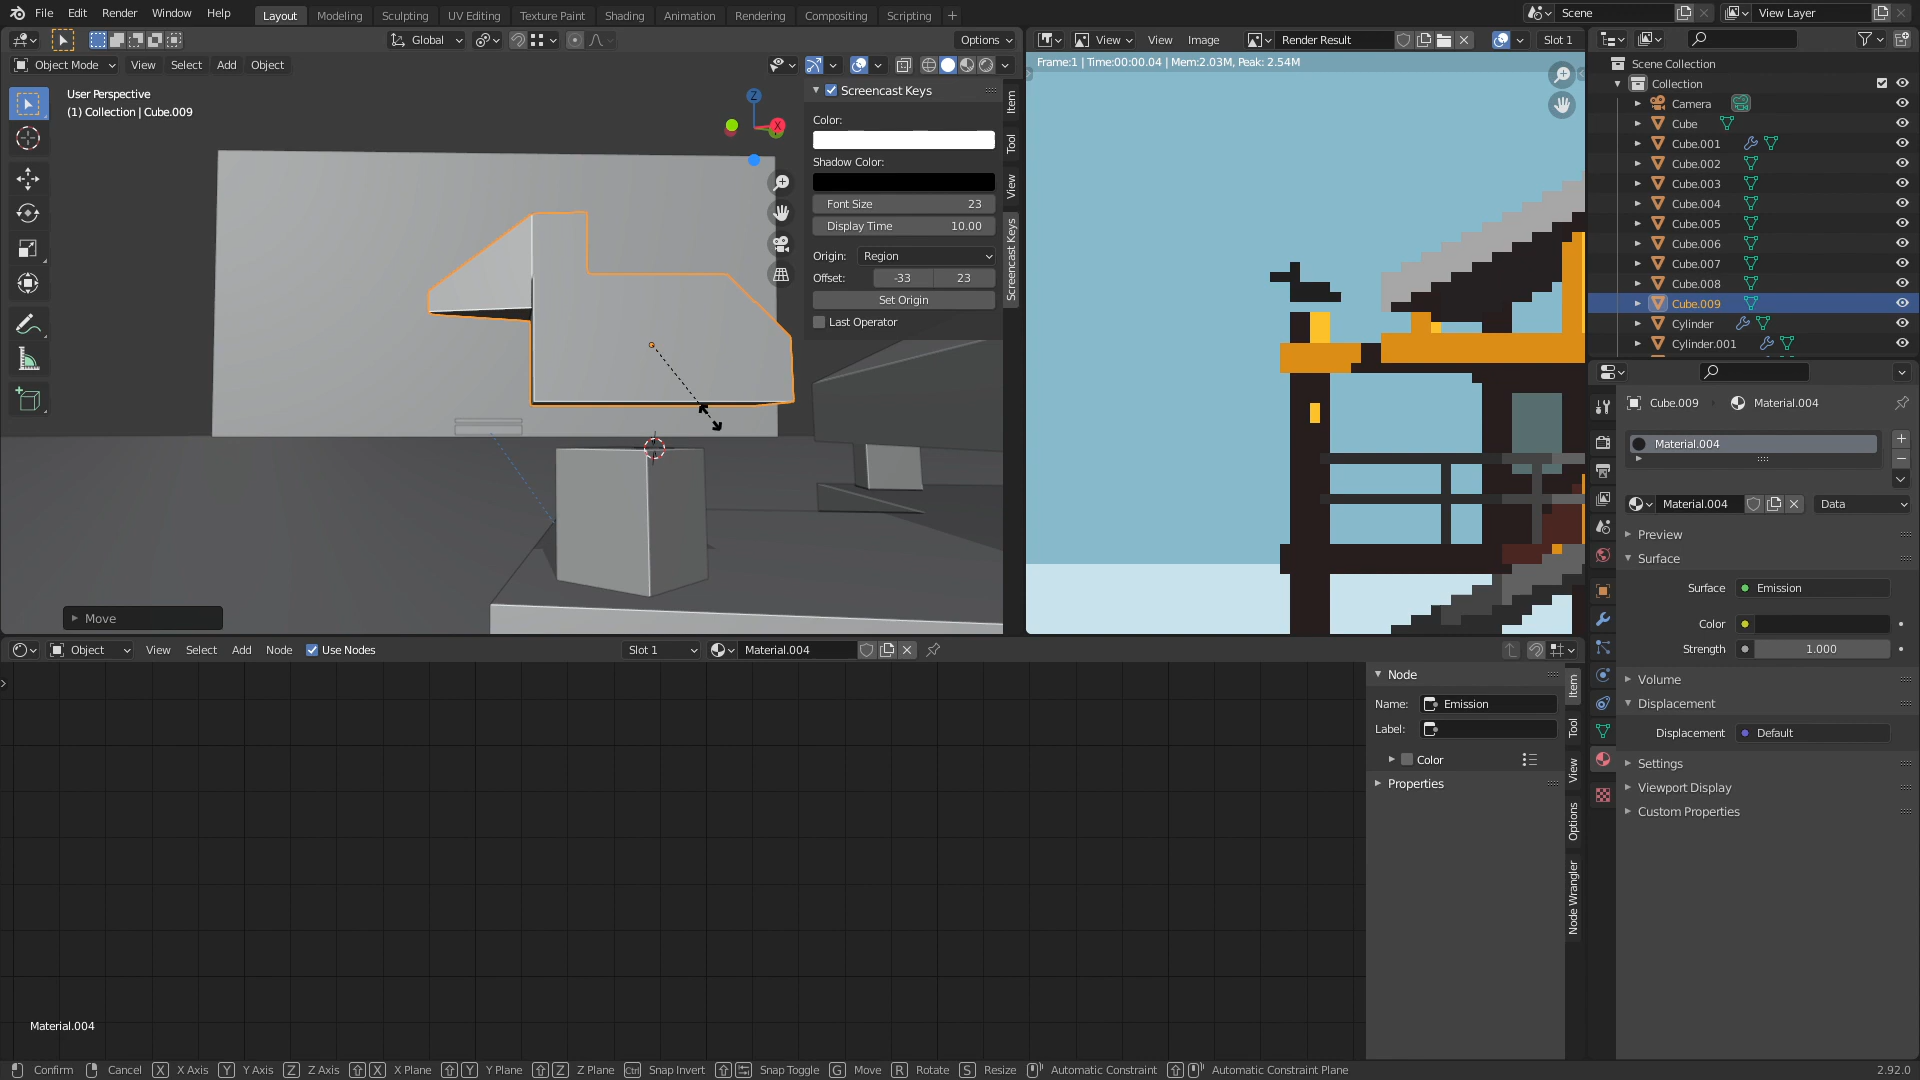 File Edit Render Window Help Layout Modeling Sculpting UV Editing Texture Paint Shading Animation Rendering Compositing Scripting + Scene View Layer
Global Options
Object Mode View Select Add Object
User Perspective
(1) Collection | Cube.009
Z
X
Screencast Keys
Color:
Shadow Color:
Font Size 23
Display Time 10.00
Origin: Region
Offset: -33 23
Set Origin
Last Operator
Item
Tool
View
Screencast Keys
Move
View View Image Render Result Slot 1
Frame:1 | Time:00:00.04 | Mem:2.03M, Peak: 2.54M
Scene Collection
Collection
Camera
Cube
Cube.001
Cube.002
Cube.003
Cube.004
Cube.005
Cube.006
Cube.007
Cube.008
Cube.009
Cylinder
Cylinder.001
Cube.009 Material.004
Material.004
Material.004 Data
Preview
Surface
Surface Emission
Color
Strength 1.000
Volume
Displacement
Displacement Default
Settings
Viewport Display
Custom Properties
Object View Select Add Node Use Nodes Slot 1 Material.004
Node
Name: Emission
Label:
Color
Properties
Item
Tool
View
Options
Node Wrangler
Material.004
Confirm Cancel X X Axis Y Y Axis Z Z Axis X X Plane Y Y Plane Z Z Plane Ctrl Snap Invert Snap Toggle G Move R Rotate S Resize Automatic Constraint Automatic Constraint Plane 2.92.0